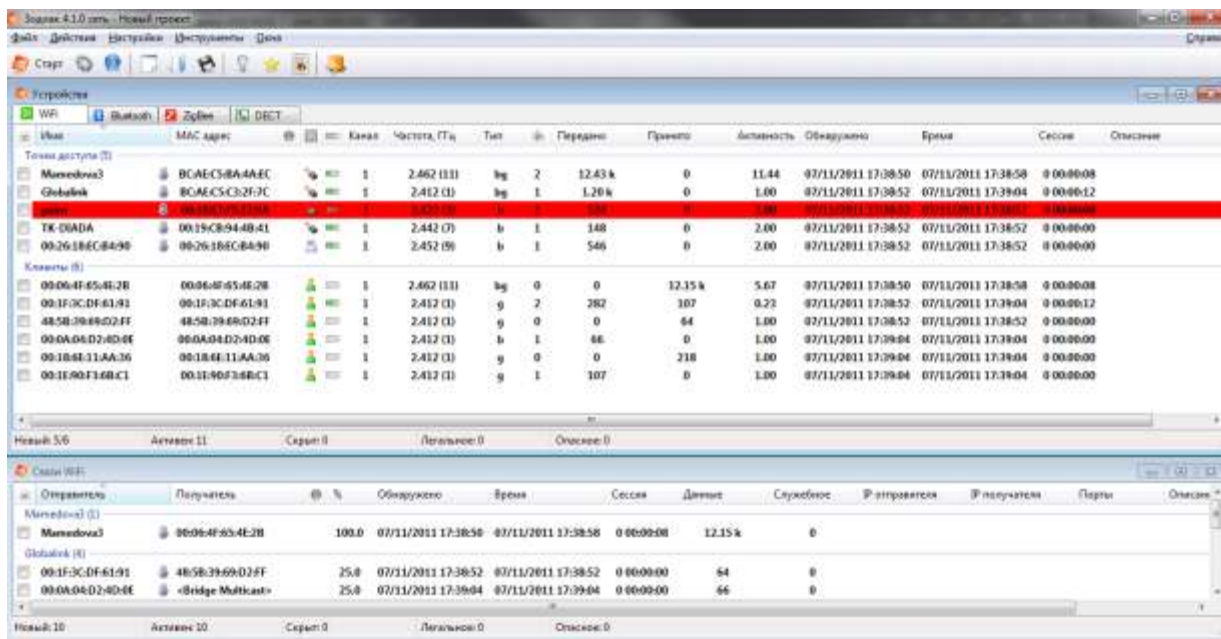 Зодиак 4.1.0 сеть - Новый проект
Файл Действия Настройки Инструменты Окна Справка
Старт
Устройства
WiFi Bluetooth ZigBee DECT
Имя MAC адрес Канал Частота, ГГц Тип Передано Принято Активность Обнаружено Время Сессия Описание
Точки доступа (5)
Mamedova3 BC:AE:C5:BA:4A:EC 1 2.462 (11) bg 2 12.43 k 0 11.44 07/11/2011 17:38:50 07/11/2011 17:38:58 0 00:00:08
Globalink BC:AE:C5:C3:2F:7C 1 2.412 (1) bg 1 1.20 k 0 1.00 07/11/2011 17:38:52 07/11/2011 17:39:04 0 00:00:12
TK-DIADA 00:19:CB:94:4B:41 1 2.442 (7) b 1 148 0 2.00 07/11/2011 17:38:52 07/11/2011 17:38:52 0 00:00:00
00:26:18:EC:B4:90 00:26:18:EC:B4:90 1 2.452 (9) b 1 546 0 2.00 07/11/2011 17:38:52 07/11/2011 17:38:52 0 00:00:00
Клиенты (6)
00:06:4F:65:4E:2B 00:06:4F:65:4E:2B 1 2.462 (11) bg 0 0 12.15 k 5.67 07/11/2011 17:38:50 07/11/2011 17:38:58 0 00:00:08
00:1F:3C:DF:61:91 00:1F:3C:DF:61:91 1 2.412 (1) g 2 282 107 0.23 07/11/2011 17:38:52 07/11/2011 17:39:04 0 00:00:12
48:5B:39:69:D2:FF 48:5B:39:69:D2:FF 1 2.412 (1) g 0 0 64 1.00 07/11/2011 17:38:52 07/11/2011 17:38:52 0 00:00:00
00:0A:04:D2:4D:0E 00:0A:04:D2:4D:0E 1 2.412 (1) b 1 66 0 1.00 07/11/2011 17:39:04 07/11/2011 17:39:04 0 00:00:00
00:18:6E:11:AA:36 00:18:6E:11:AA:36 1 2.412 (1) g 0 0 218 1.00 07/11/2011 17:39:04 07/11/2011 17:39:04 0 00:00:00
00:1E:90:F3:6B:C1 00:1E:90:F3:6B:C1 1 2.412 (1) g 1 107 0 1.00 07/11/2011 17:39:04 07/11/2011 17:39:04 0 00:00:00
Новый: 5/6 Активен: 11 Скрыт: 0 Легальное: 0 Опасное: 0
Связи WiFi
Отправитель Получатель % Обнаружено Время Сессия Данные Служебное IP отправителя IP получателя Порты Описание
Mamedova3 (1)
Mamedova3 00:06:4F:65:4E:2B 100.0 07/11/2011 17:38:50 07/11/2011 17:38:58 0 00:00:08 12.15 k 0
Globalink (4)
00:1F:3C:DF:61:91 48:5B:39:69:D2:FF 25.0 07/11/2011 17:38:52 07/11/2011 17:38:52 0 00:00:00 64 0
00:0A:04:D2:4D:0E <Bridge Multicast> 25.0 07/11/2011 17:39:04 07/11/2011 17:39:04 0 00:00:00 66 0
Новый: 10 Активен: 10 Скрыт: 0 Легальное: 0 Опасное: 0